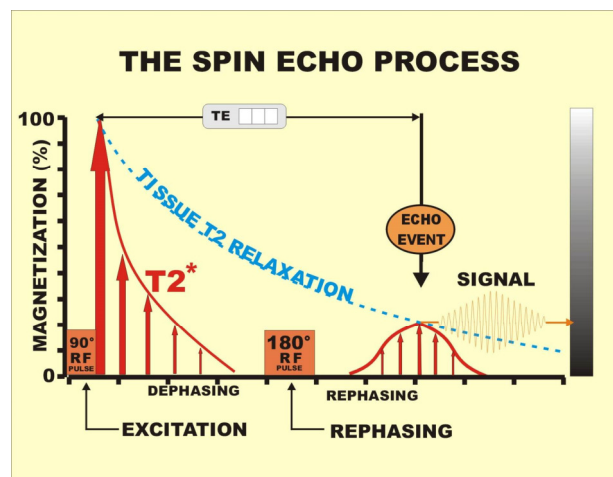 THE SPIN ECHO PROCESS
TE
100
MAGNETIZATION (%)
0
TISSUE T2 RELAXATION
T2*
ECHO
EVENT
SIGNAL
90°
RF
PULSE
180°
RF
PULSE
DEPHASING
REPHASING
EXCITATION
REPHASING